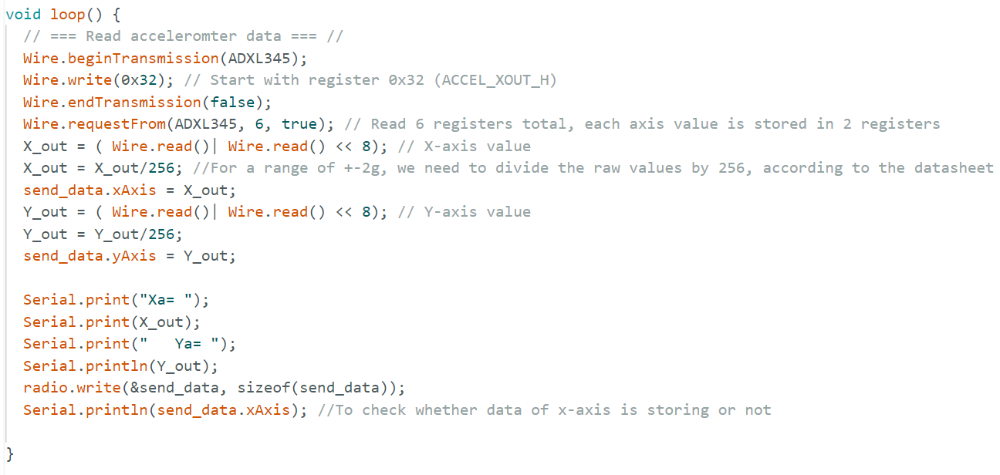 void loop() {
  // === Read acceleromter data === //
  Wire.beginTransmission(ADXL345);
  Wire.write(0x32); // Start with register 0x32 (ACCEL_XOUT_H)
  Wire.endTransmission(false);
  Wire.requestFrom(ADXL345, 6, true); // Read 6 registers total, each axis value is stored in 2 registers
  X_out = ( Wire.read()| Wire.read() << 8); // X-axis value
  X_out = X_out/256; //For a range of +-2g, we need to divide the raw values by 256, according to the datasheet
  send_data.xAxis = X_out;
  Y_out = ( Wire.read()| Wire.read() << 8); // Y-axis value
  Y_out = Y_out/256;
  send_data.yAxis = Y_out;

  Serial.print("Xa= ");
  Serial.print(X_out);
  Serial.print("   Ya= ");
  Serial.println(Y_out);
  radio.write(&send_data, sizeof(send_data));
  Serial.println(send_data.xAxis); //To check whether data of x-axis is storing or not

}